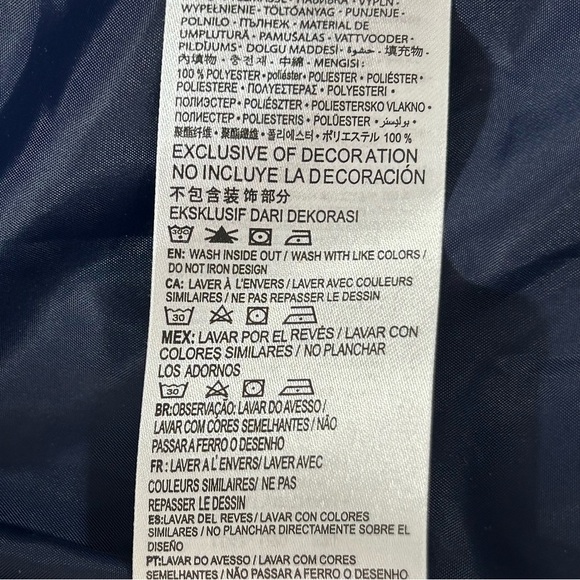 WYPEŁNIENIE • TÖLTŐANYAG • PUNJENJE •
POLNILO • ПЪЛНЕЖ • MATERIAL DE
UMPLUTURĂ • PAMUŠALAS • VATTVOODER •
PILDĪJUMS • DOLGU MADDESİ • حشوة • 填充物 •
內填物 • 충전재 • 中綿 • MENGISI :
100 % POLYESTER • poliéster • POLIESTER • POLIÉSTER •
POLIESTERE • ΠΟΛΥΕΣΤΕΡΑΣ • POLYESTERI •
ПОЛИЭСТЕР • POLIÉSZTER • POLIESTERSKO VLAKNO •
ПОЛИЕСТЕР • POLIESTERIS • POLÜESTER • بوليستر •
聚酯纤维 • 聚酯纖維 • 폴리에스터 • ポリエステル 100 %
EXCLUSIVE OF DECORATION
NO INCLUYE LA DECORACIÓN
不包含装饰部分
EKSKLUSIF DARI DEKORASI
30
EN: WASH INSIDE OUT / WASH WITH LIKE COLORS /
DO NOT IRON DESIGN
CA: LAVER À L'ENVERS / LAVER AVEC COULEURS
SIMILAIRES / NE PAS REPASSER LE DESSIN
30
MEX: LAVAR POR EL REVÉS / LAVAR CON
COLORES SIMILARES / NO PLANCHAR
LOS ADORNOS
30
BR:OBSERVAÇÃO: LAVAR DO AVESSO /
LAVAR COM CÔRES SEMELHANTES / NÃO
PASSAR A FERRO O DESENHO
FR : LAVER A L'ENVERS/ LAVER AVEC
COULEURS SIMILAIRES/ NE PAS
REPASSER LE DESSIN
ES:LAVAR DEL REVES / LAVAR CON COLORES
SIMILARES / NO PLANCHAR DIRECTAMENTE SOBRE EL
DISEÑO
PT:LAVAR DO AVESSO / LAVAR COM CORES
SEMELHANTES / NÃO PASSAR A FERRO O DESENHO